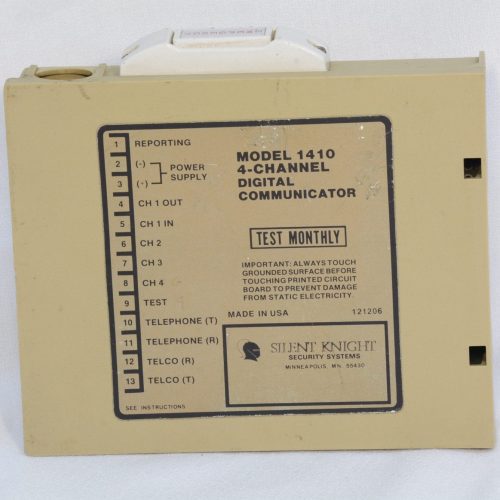 1 REPORTING
2 (-)
POWER SUPPLY
3 (+)
4 CH 1 OUT
5 CH 1 IN
6 CH 2
7 CH 3
8 CH 4
9 TEST
10 TELEPHONE (T)
11 TELEPHONE (R)
12 TELCO (R)
13 TELCO (T)
SEE INSTRUCTIONS
MODEL 1410
4-CHANNEL
DIGITAL
COMMUNICATOR
TEST MONTHLY
IMPORTANT: ALWAYS TOUCH
GROUNDED SURFACE BEFORE
TOUCHING PRINTED CIRCUIT
BOARD TO PREVENT DAMAGE
FROM STATIC ELECTRICITY.
MADE IN USA 121206
SILENT KNIGHT
SECURITY SYSTEMS
MINNEAPOLIS, MN. 55430